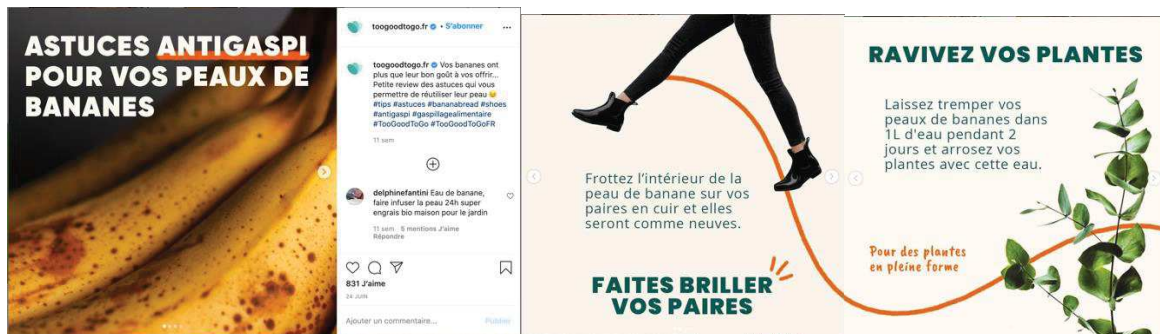 ASTUCES ANTIGASPI
POUR VOS PEAUX DE
BANANES
toogoodtogo.fr • S'abonner
toogoodtogo.fr Vos bananes ont
plus que leur bon goût à vos offrir...
Petite review des astuces qui vous
permettre de réutiliser leur peau 😉
#tips #astuces #bananabread #shoes
#antigaspi #gaspillagealimentaire
#TooGoodToGo #TooGoodToGoFR
11 sem
delphinefantini Eau de banane,
faire infuser la peau 24h super
engrais bio maison pour le jardin
11 sem 5 mentions J'aime
Répondre
831 J'aime
24 JUIN
Ajouter un commentaire... Publier
Frottez l'intérieur de la
peau de banane sur vos
paires en cuir et elles
seront comme neuves.
FAITES BRILLER
VOS PAIRES
RAVIVEZ VOS PLANTES
Laissez tremper vos
peaux de bananes dans
1L d'eau pendant 2
jours et arrosez vos
plantes avec cette eau.
Pour des plantes
en pleine forme